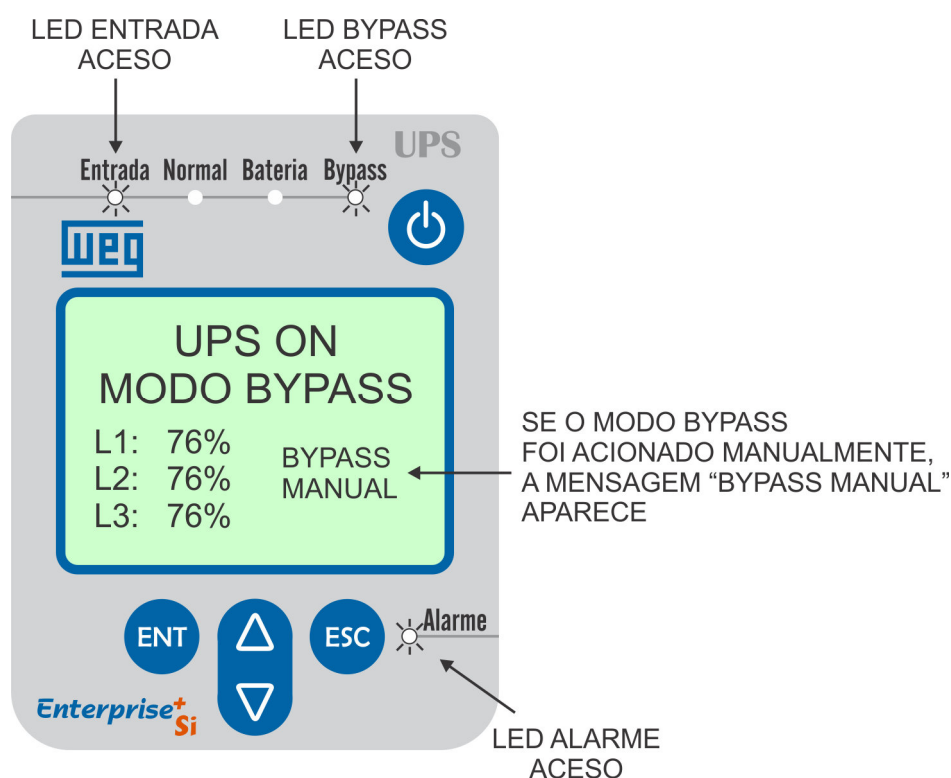 LED ENTRADA
ACESO
LED BYPASS
ACESO
UPS
Entrada Normal Bateria Bypass
WEG
UPS ON
MODO BYPASS
L1: 76%
L2: 76%
L3: 76%
BYPASS
MANUAL
SE O MODO BYPASS
FOI ACIONADO MANUALMENTE,
A MENSAGEM “BYPASS MANUAL”
APARECE
ENT
ESC
Alarme
Enterprise+
Si
LED ALARME
ACESO